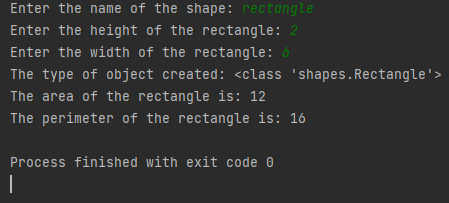 Enter the name of the shape: rectangle
Enter the height of the rectangle: 2
Enter the width of the rectangle: 6
The type of object created: <class 'shapes.Rectangle'>
The area of the rectangle is: 12
The perimeter of the rectangle is: 16
Process finished with exit code 0